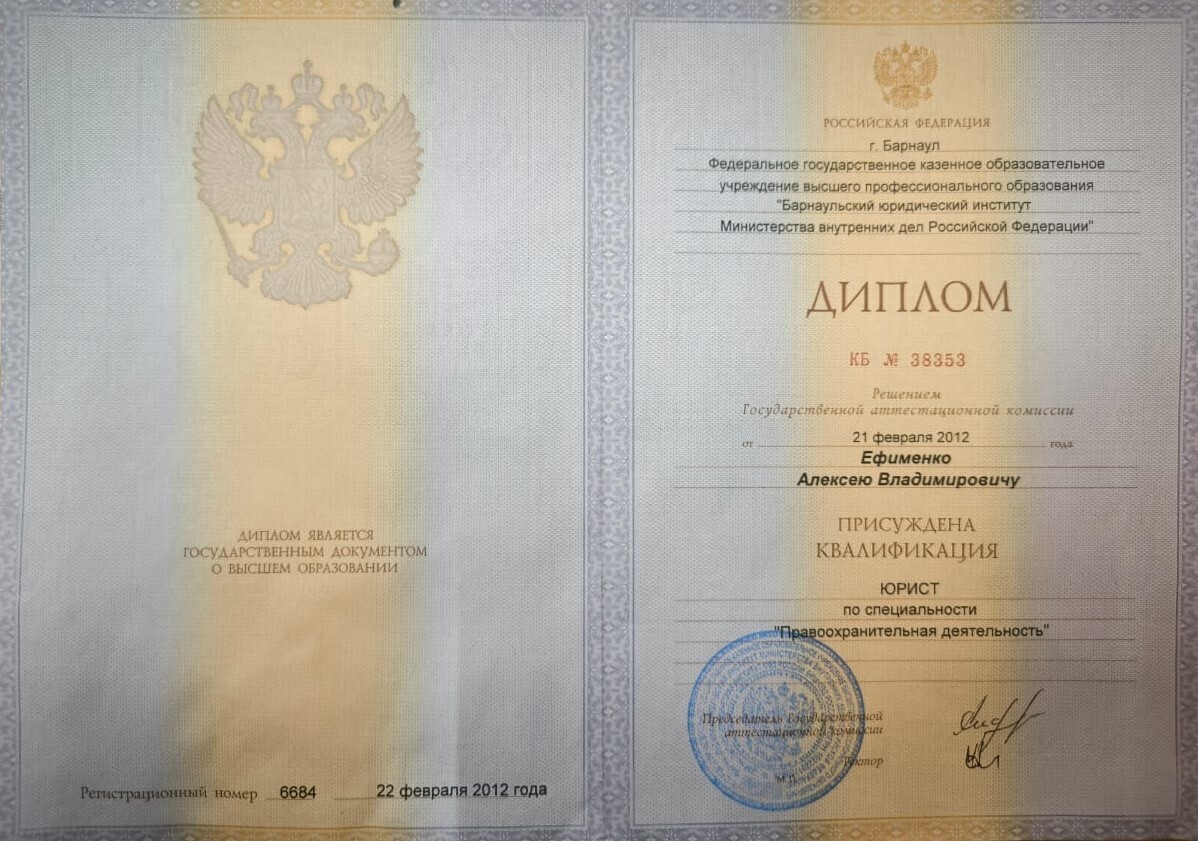 ДИПЛОМ ЯВЛЯЕТСЯ
ГОСУДАРСТВЕННЫМ ДОКУМЕНТОМ
О ВЫСШЕМ ОБРАЗОВАНИИ
Регистрационный номер 6684 22 февраля 2012 года
РОССИЙСКАЯ ФЕДЕРАЦИЯ
г. Барнаул
Федеральное государственное казенное образовательное
учреждение высшего профессионального образования
"Барнаульский юридический институт
Министерства внутренних дел Российской Федерации"
ДИПЛОМ
КБ № 38353
Решением
Государственной аттестационной комиссии
от 21 февраля 2012 года
Ефименко
Алексею Владимировичу
ПРИСУЖДЕНА
КВАЛИФИКАЦИЯ
ЮРИСТ
по специальности
"Правоохранительная деятельность"
Председатель Государственной
аттестационной комиссии
Ректор
М.П.